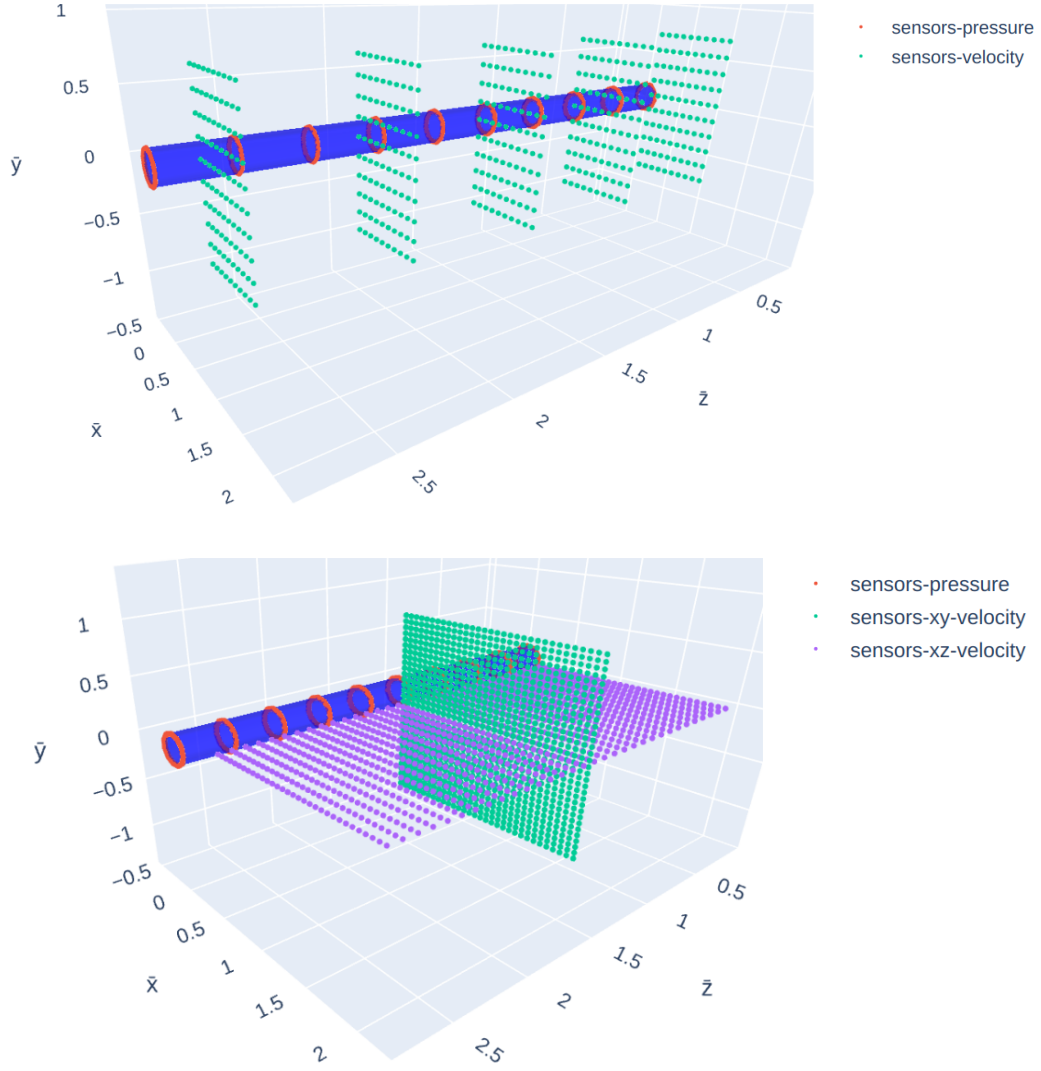 1
0.5
0
−0.5
−1
ȳ
−0.5
0
0.5
1
1.5
2
x̄
2.5
2
1.5
1
0.5
z̄
sensors-pressure
sensors-velocity
1
0.5
0
−0.5
−1
ȳ
−0.5
0
0.5
1
1.5
2
x̄
2.5
2
1.5
1
0.5
z̄
sensors-pressure
sensors-xy-velocity
sensors-xz-velocity